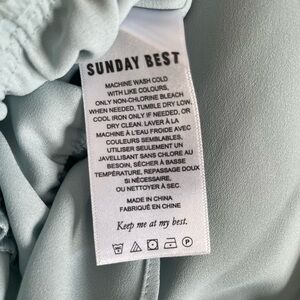 SUNDAY BEST
MACHINE WASH COLD
WITH LIKE COLOURS,
ONLY NON-CHLORINE BLEACH
WHEN NEEDED, TUMBLE DRY LOW,
COOL IRON ONLY IF NEEDED, OR
DRY CLEAN. LAVER À LA
MACHINE À L'EAU FROIDE AVEC
COULEURS SEMBLABLES,
UTILISER SEULEMENT UN
JAVELLISANT SANS CHLORE AU
BESOIN, SÉCHER À BASSE
TEMPÉRATURE, REPASSAGE DOUX
SI NÉCESSAIRE,
OU NETTOYER À SEC.
MADE IN CHINA
FABRIQUÉ EN CHINE
Keep me at my best.
P